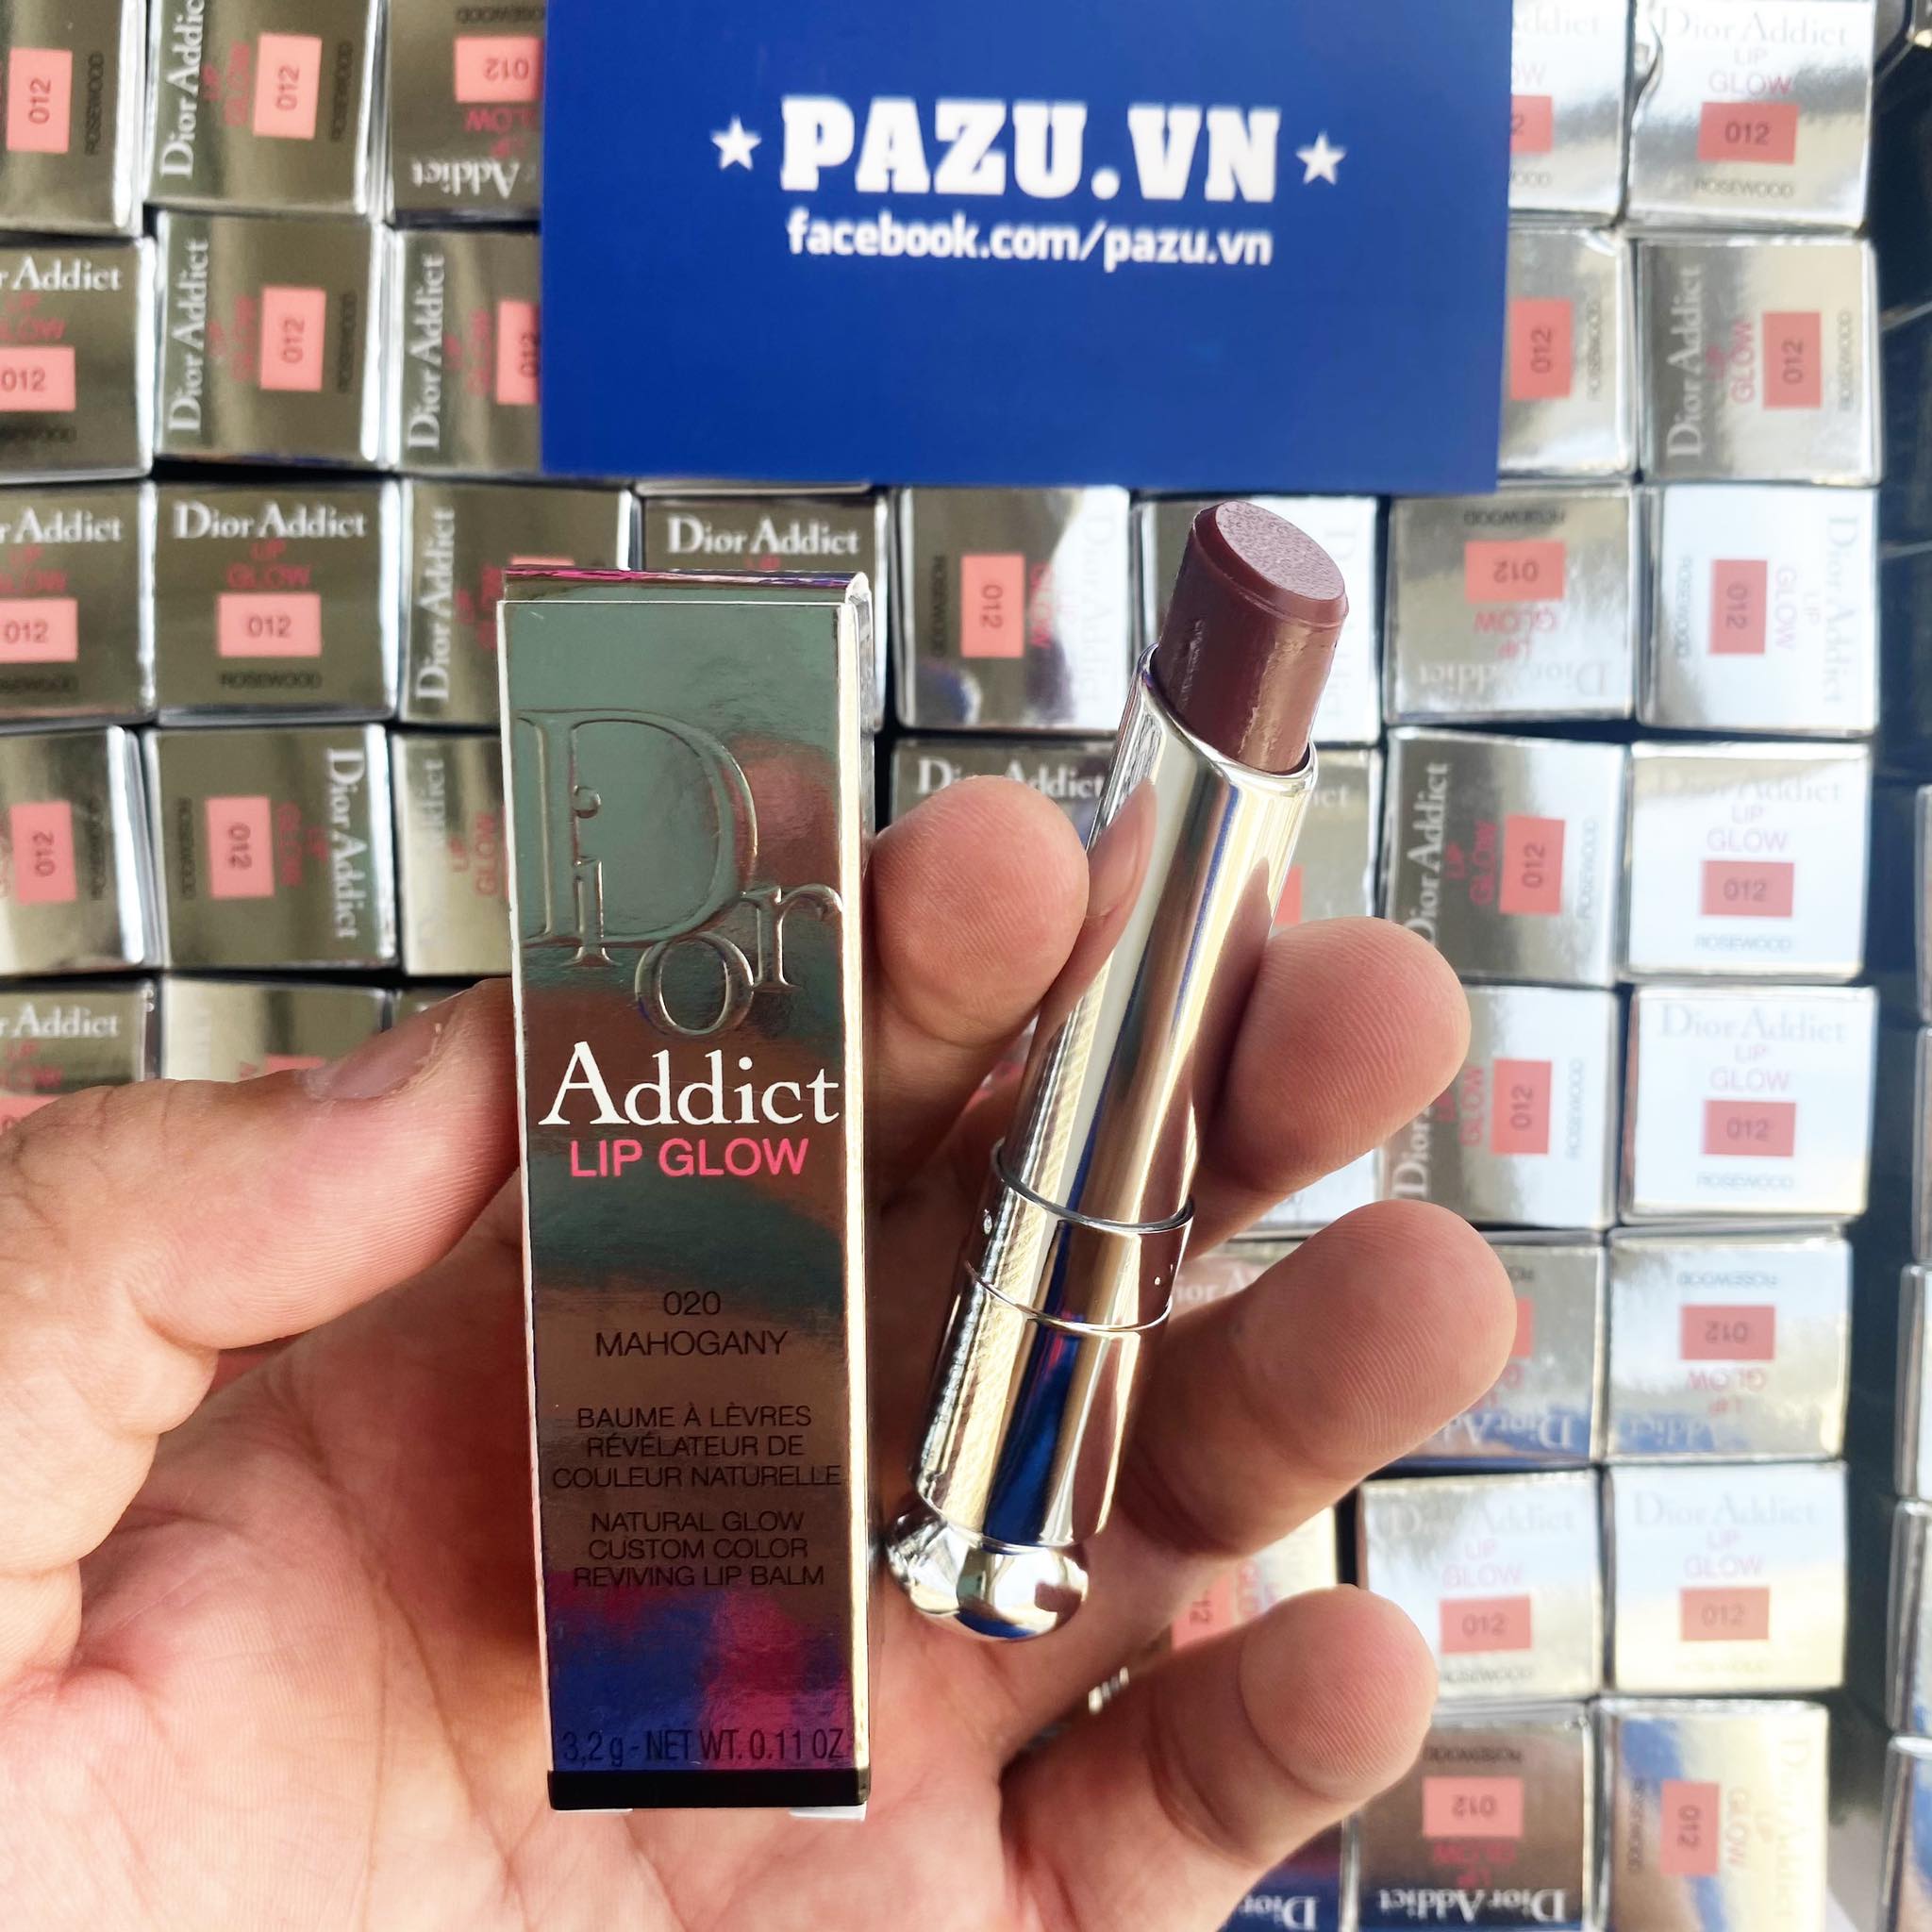 ★ PAZU.VN ★
facebook.com/pazu.vn
Dior
Addict
LIP GLOW
020
MAHOGANY
BAUME À LÈVRES
RÉVÉLATEUR DE
COULEUR NATURELLE
NATURAL GLOW
CUSTOM COLOR
REVIVING LIP BALM
3,2 g - NET WT. 0.11 OZ
Dior Addict
LIP
GLOW
012
ROSEWOOD